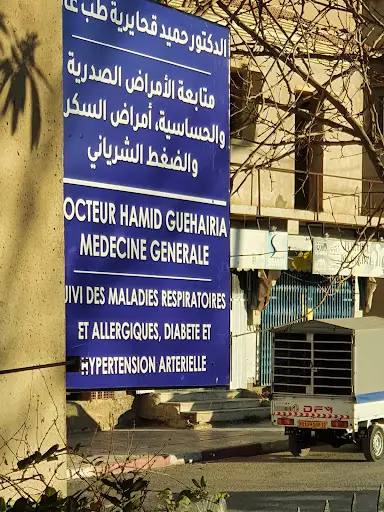 الدكتور حميد قحايرية طب عا
متابعة الأمراض الصدرية
والحساسية، أمراض السكر
والضغط الشرياني
OCTEUR HAMID GUEHAIRIA
MEDECINE GENERALE
UIVI DES MALADIES RESPIRATOIRES
ET ALLERGIQUES, DIABETE ET
HYPERTENSION ARTERIELLE
DFM